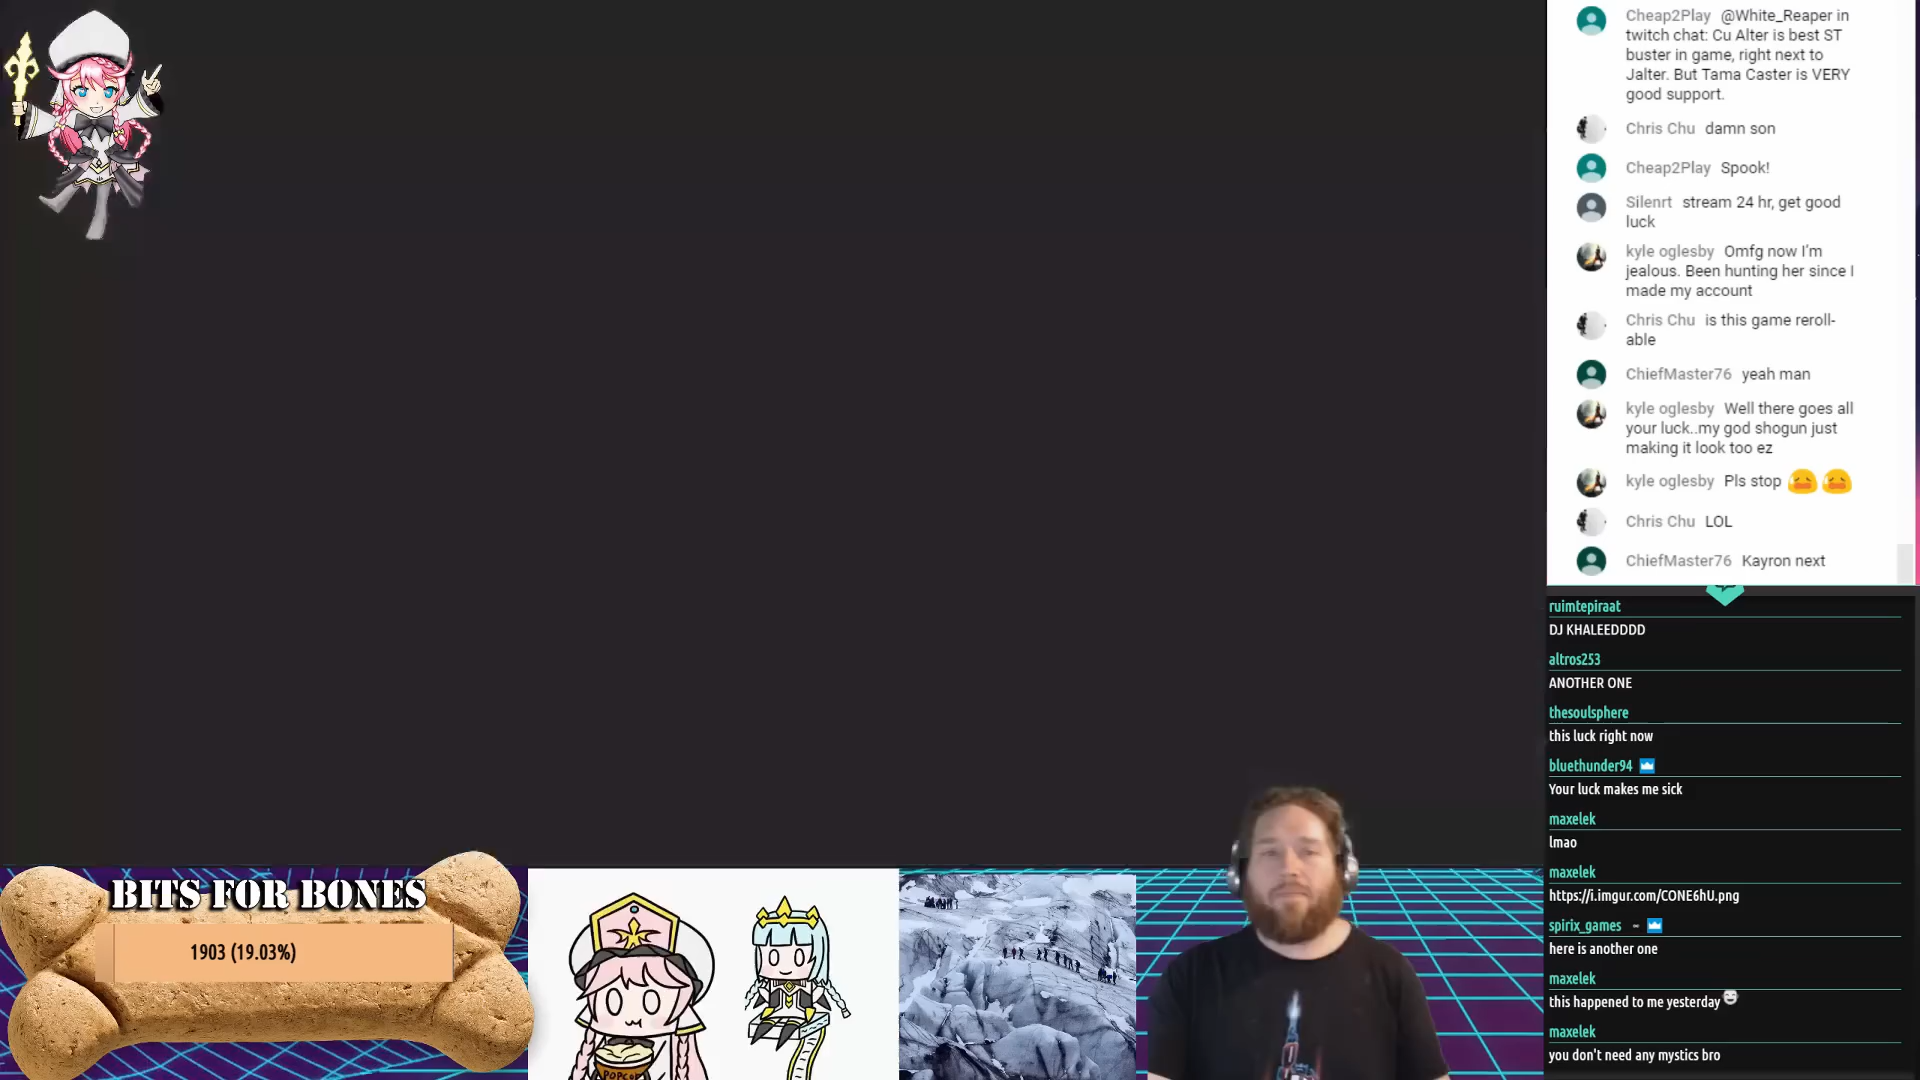 Cheap2Play @White_Reaper in
twitch chat: Cu Alter is best ST
buster in game, right next to
Jalter. But Tama Caster is VERY
good support.
Chris Chu damn son
Cheap2Play Spook!
Silenrt stream 24 hr, get good
luck
kyle oglesby Omfg now I'm
jealous. Been hunting her since I
made my account
Chris Chu is this game reroll-
able
ChiefMaster76 yeah man
kyle oglesby Well there goes all
your luck..my god shogun just
making it look too ez
kyle oglesby Pls stop
Chris Chu LOL
ChiefMaster76 Kayron next
ruimtepiraat
DJ KHALEEDDDD
altros253
ANOTHER ONE
thesoulsphere
this luck right now
bluethunder94
Your luck makes me sick
maxelek
lmao
maxelek
https://i.imgur.com/CONE6hU.png
spirix_games
here is another one
maxelek
this happened to me yesterday
maxelek
you don't need any mystics bro
BITS FOR BONES
1903 (19.03%)
POPCO